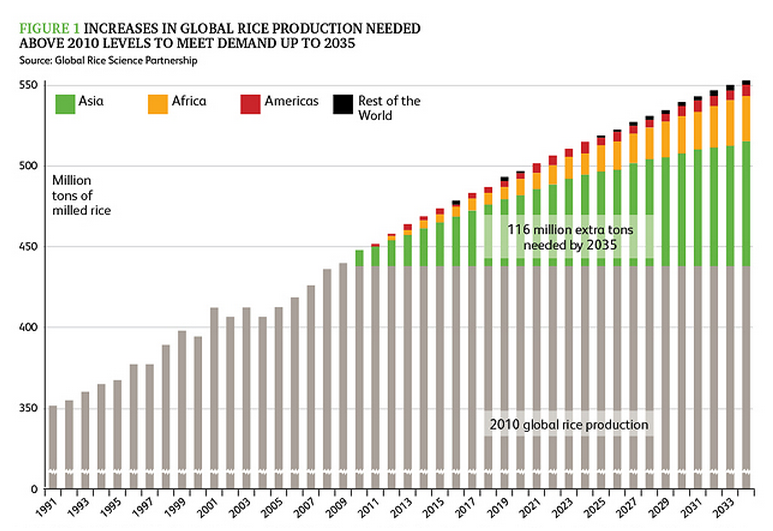 FIGURE 1 INCREASES IN GLOBAL RICE PRODUCTION NEEDED
ABOVE 2010 LEVELS TO MEET DEMAND UP TO 2035
Source: Global Rice Science Partnership
550
Asia
Africa
Americas
Rest of the
World
500
Million
tons of
milled rice
116 million extra tons
needed by 2035
450
400
350
2010 global rice production
0
1991 1993 1995 1997 1999 2001 2003 2005 2007 2009 2011 2013 2015 2017 2019 2021 2023 2025 2027 2029 2031 2033